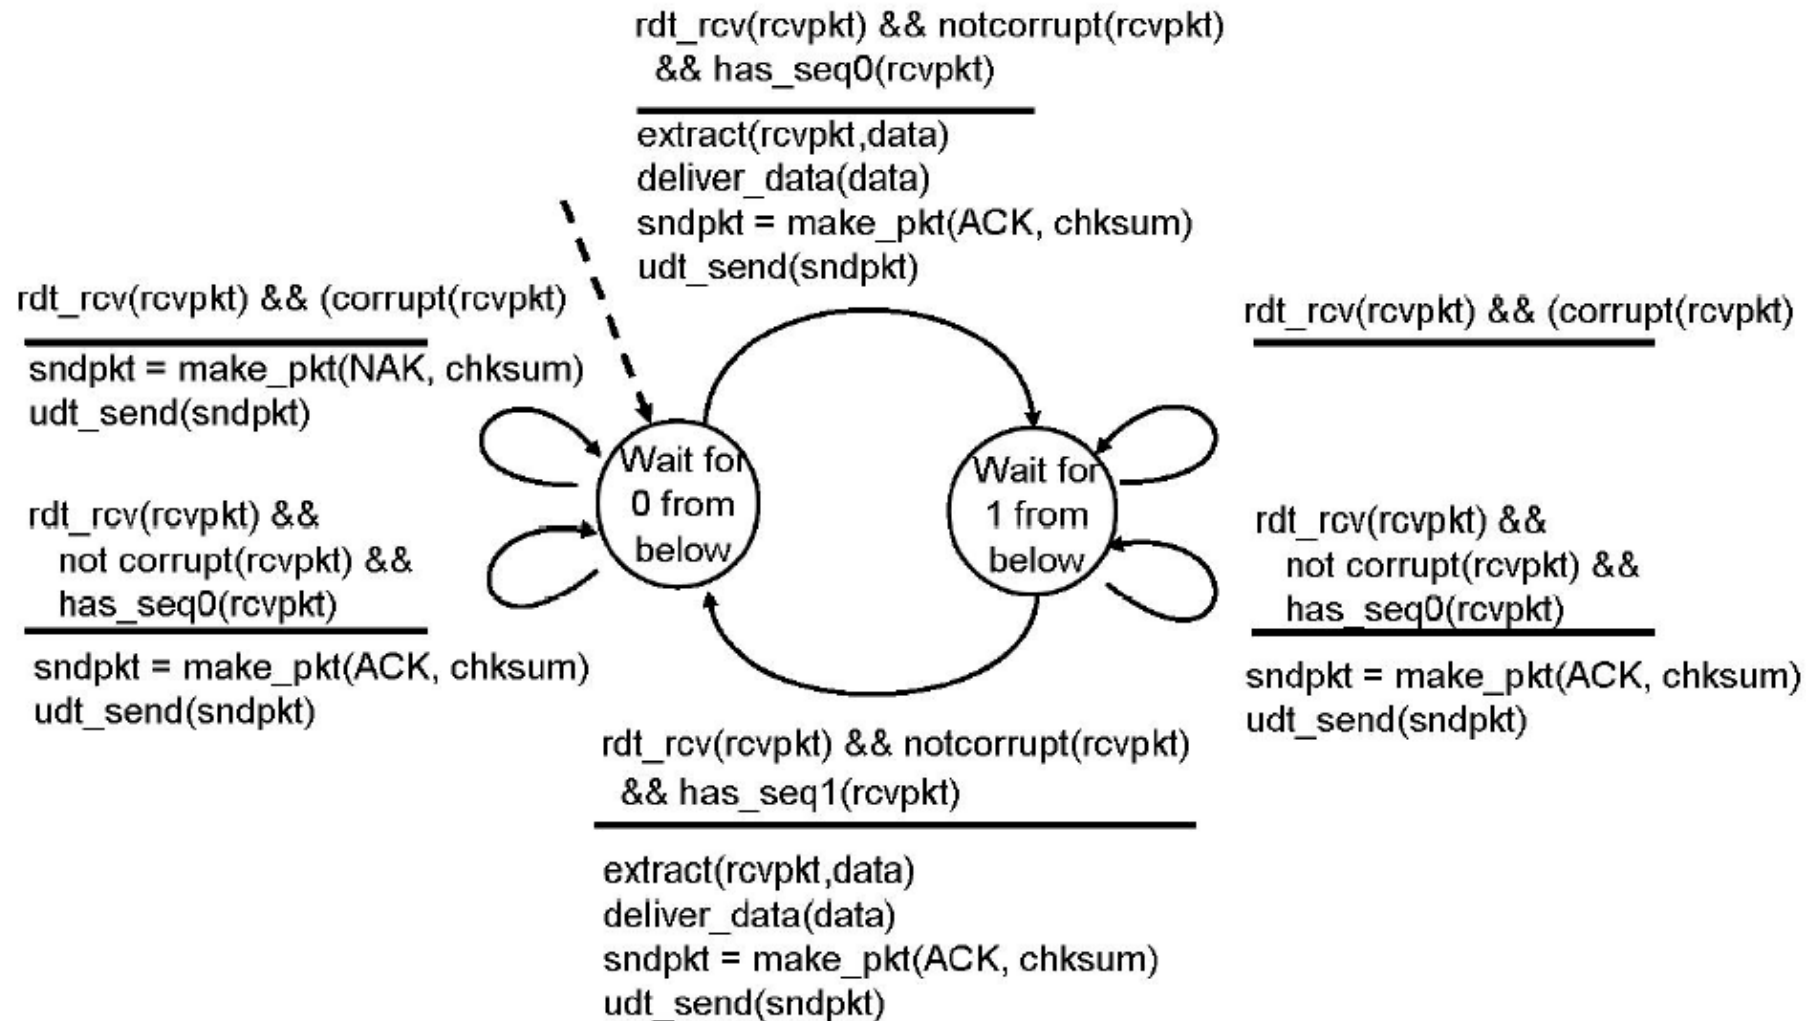 rdt_rcv(rcvpkt) && notcorrupt(rcvpkt)
&& has_seq0(rcvpkt)
extract(rcvpkt,data)
deliver_data(data)
sndpkt = make_pkt(ACK, chksum)
udt_send(sndpkt)
rdt_rcv(rcvpkt) && (corrupt(rcvpkt)
sndpkt = make_pkt(NAK, chksum)
udt_send(sndpkt)
rdt_rcv(rcvpkt) &&
not corrupt(rcvpkt) &&
has_seq0(rcvpkt)
sndpkt = make_pkt(ACK, chksum)
udt_send(sndpkt)
Wait for
0 from
below
Wait for
1 from
below
rdt_rcv(rcvpkt) && (corrupt(rcvpkt)
rdt_rcv(rcvpkt) &&
not corrupt(rcvpkt) &&
has_seq0(rcvpkt)
sndpkt = make_pkt(ACK, chksum)
udt_send(sndpkt)
rdt_rcv(rcvpkt) && notcorrupt(rcvpkt)
&& has_seq1(rcvpkt)
extract(rcvpkt,data)
deliver_data(data)
sndpkt = make_pkt(ACK, chksum)
udt_send(sndpkt)